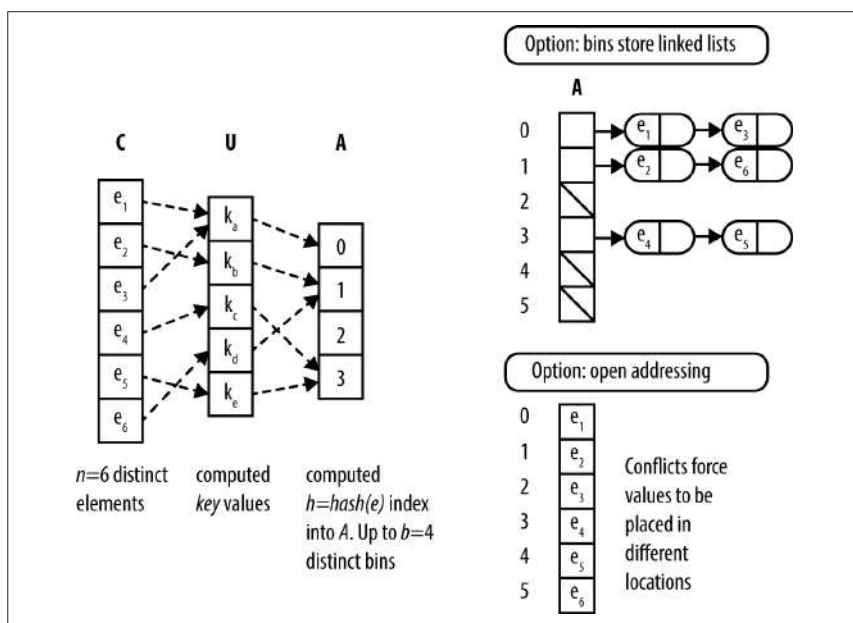 C U A
e1
e2
e3
e4
e5
e6
ka
kb
kc
kd
ke
0
1
2
3
n=6 distinct
elements
computed
key values
computed
h=hash(e) index
into A. Up to b=4
distinct bins
Option: bins store linked lists
A
0 e1 e3
1 e2 e6
2
3 e4 e5
4
5
Option: open addressing
0 e1
1 e2
2 e3
3 e4
4 e5
5 e6
Conflicts force
values to be
placed in
different
locations